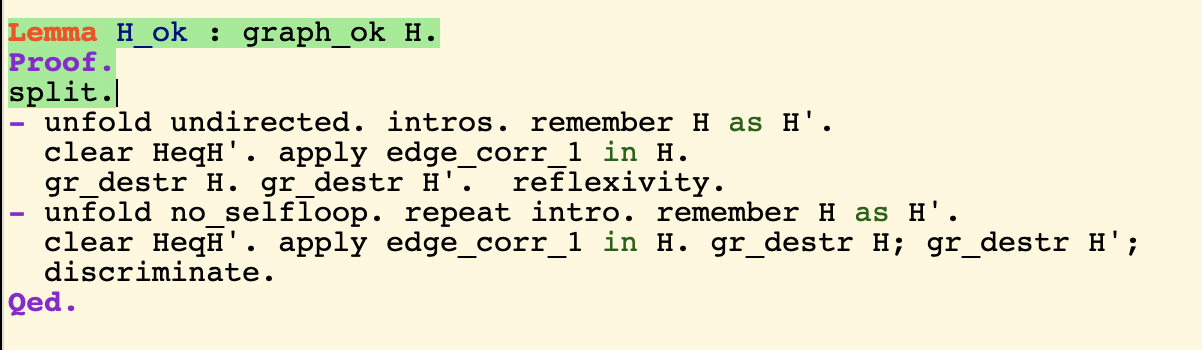 Lemma H_ok : graph_ok H.
Proof.
split.
- unfold undirected. intros. remember H as H'.
  clear HeqH'. apply edge_corr_1 in H.
  gr_destr H. gr_destr H'.  reflexivity.
- unfold no_selfloop. repeat intro. remember H as H'.
  clear HeqH'. apply edge_corr_1 in H. gr_destr H; gr_destr H';
  discriminate.
Qed.